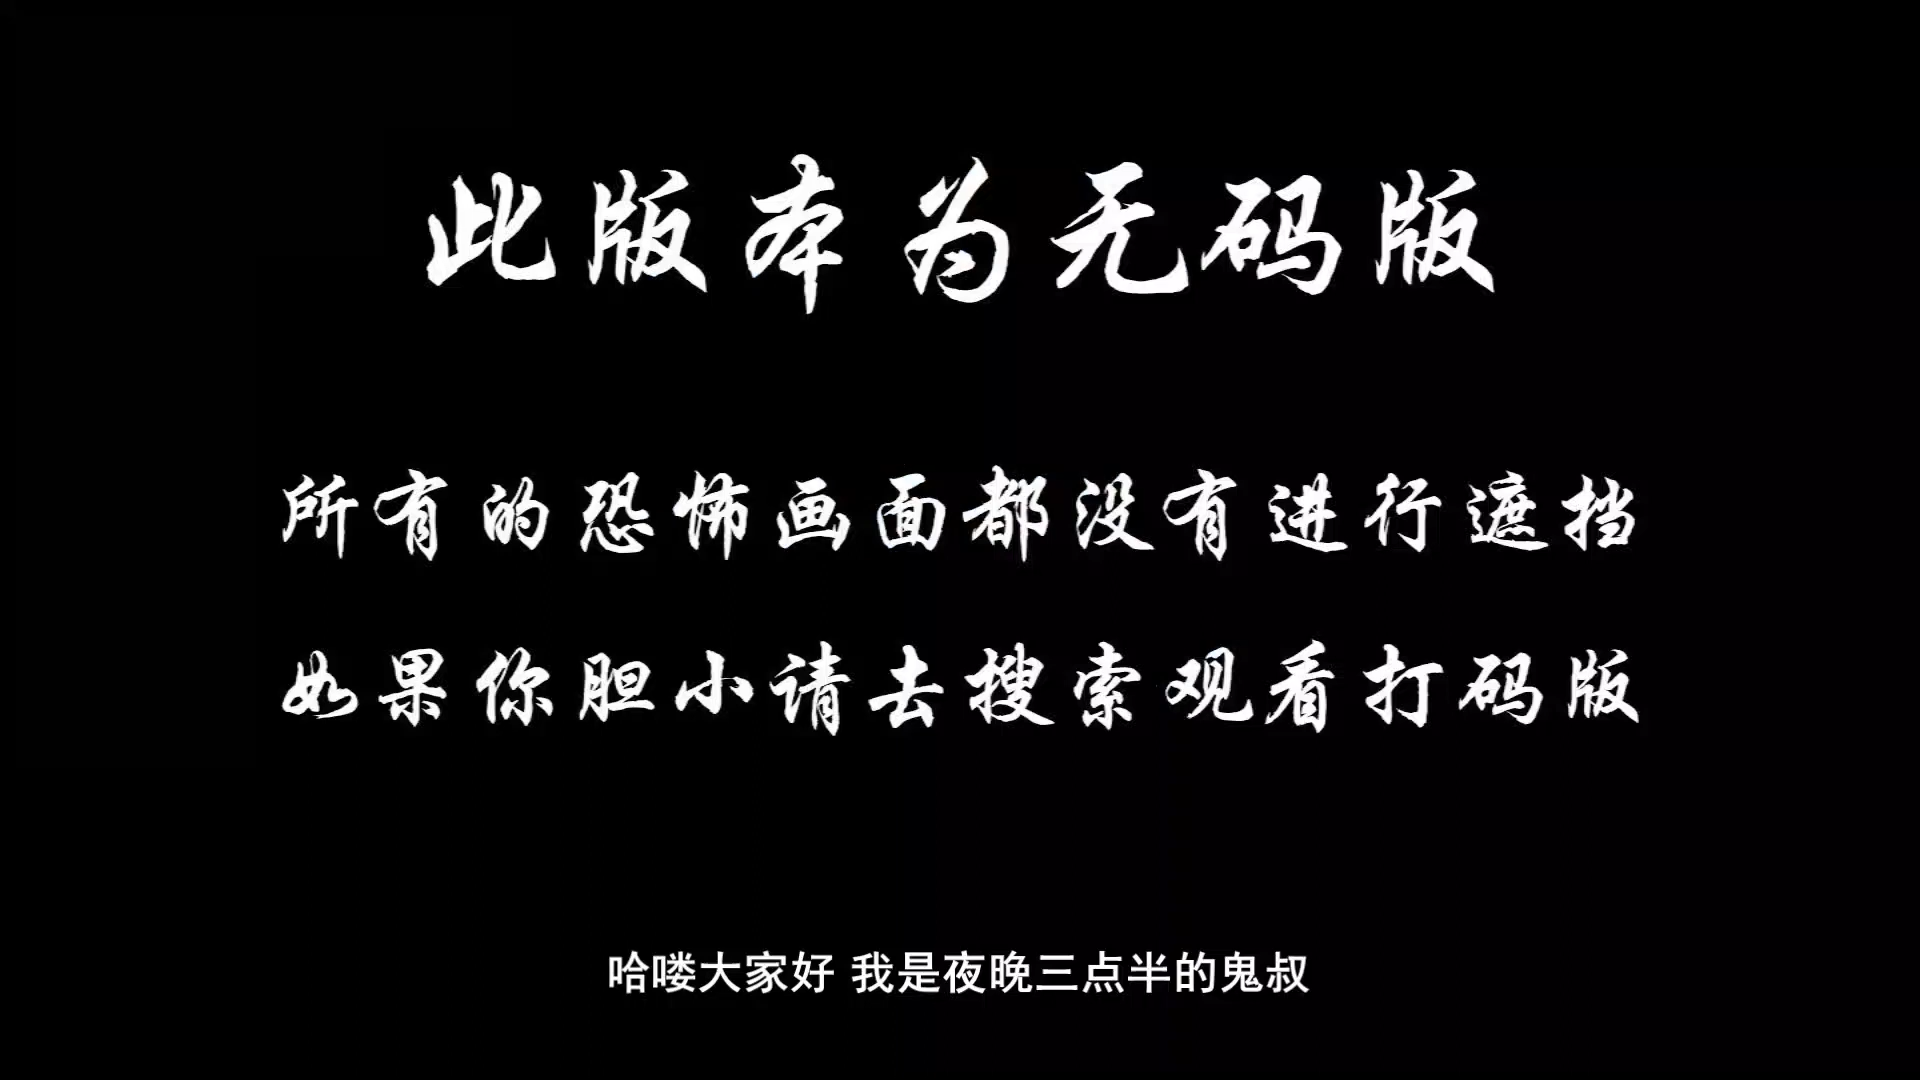 此版本为无码版
所有的恐怖画面都没有进行遮挡
如果你胆小请去搜索观看打码版
哈喽大家好 我是夜晚三点半的鬼叔